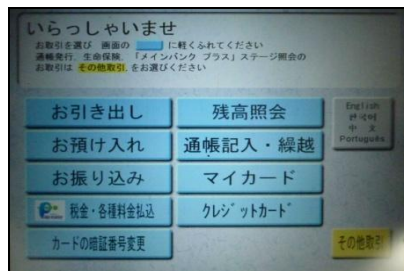 いらっしゃいませ
お取引を選び 画面の に軽くふれてください
通帳発行、生命保険、「メインバンク プラス」ステージ照会の
お取引は その他取引 をお選びください
お引き出し
残高照会
English
한국어
中 文
Português
お預け入れ
通帳記入・繰越
お振り込み
マイカード
税金・各種料金払込
クレジットカード
カードの暗証番号変更
その他取引